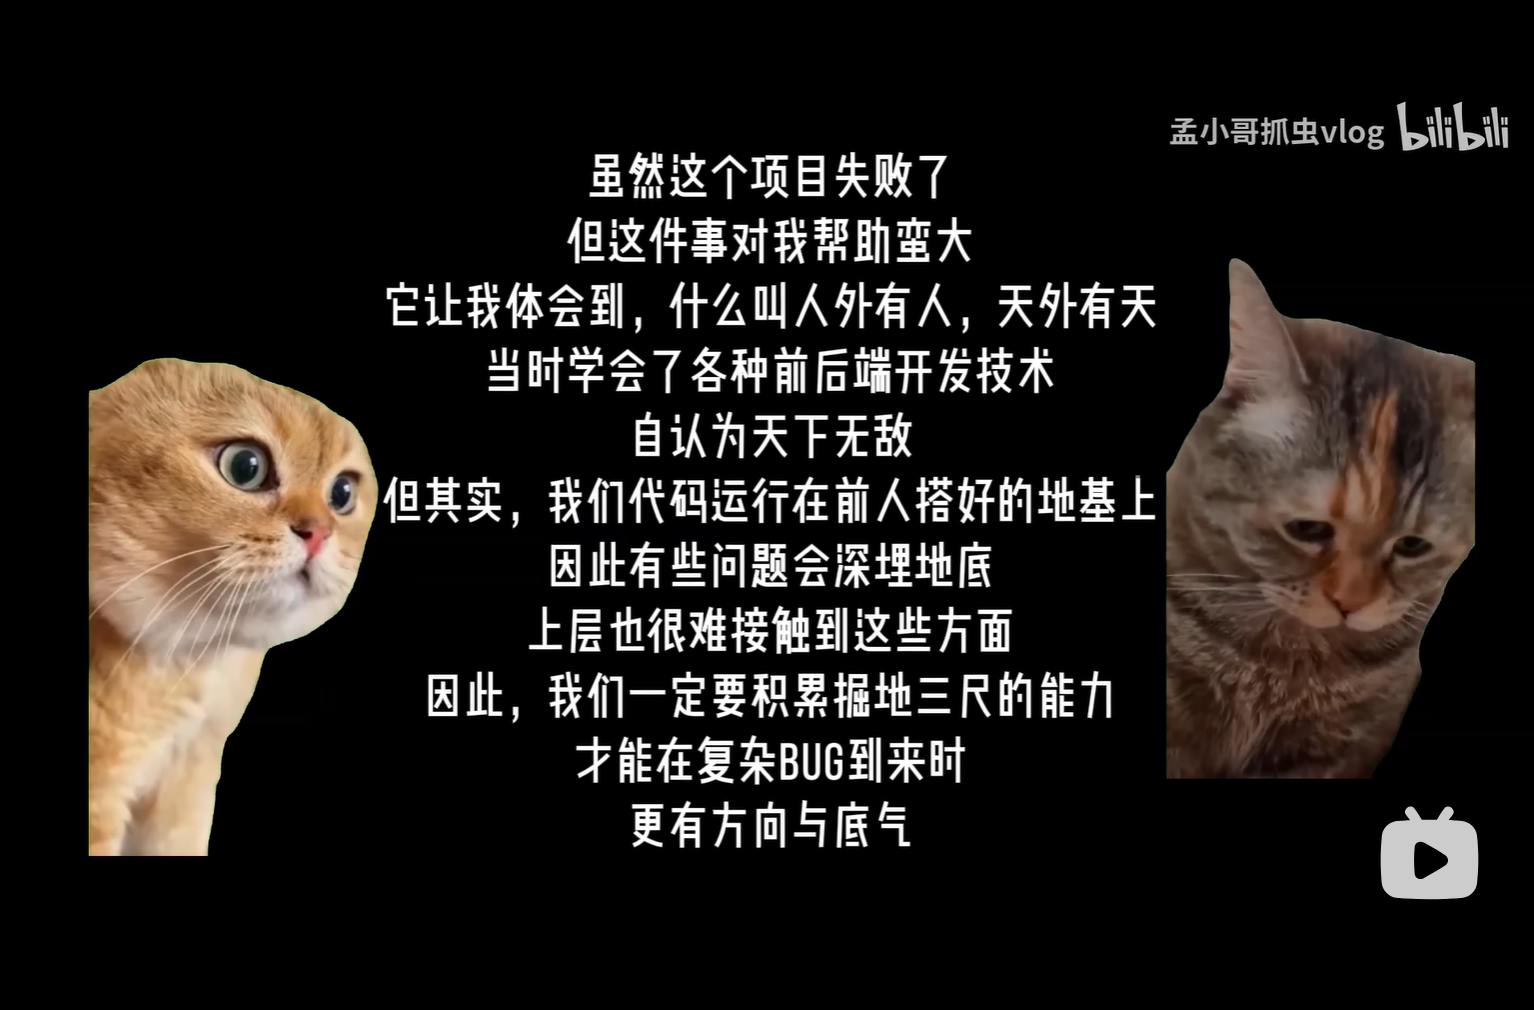 孟小哥抓虫vlog bilibili
虽然这个项目失败了
但这件事对我帮助蛮大
它让我体会到，什么叫人外有人，天外有天
当时学会了各种前后端开发技术
自认为天下无敌
但其实，我们代码运行在前人搭好的地基上
因此有些问题会深埋地底
上层也很难接触到这些方面
因此，我们一定要积累掘地三尺的能力
才能在复杂BUG到来时
更有方向与底气